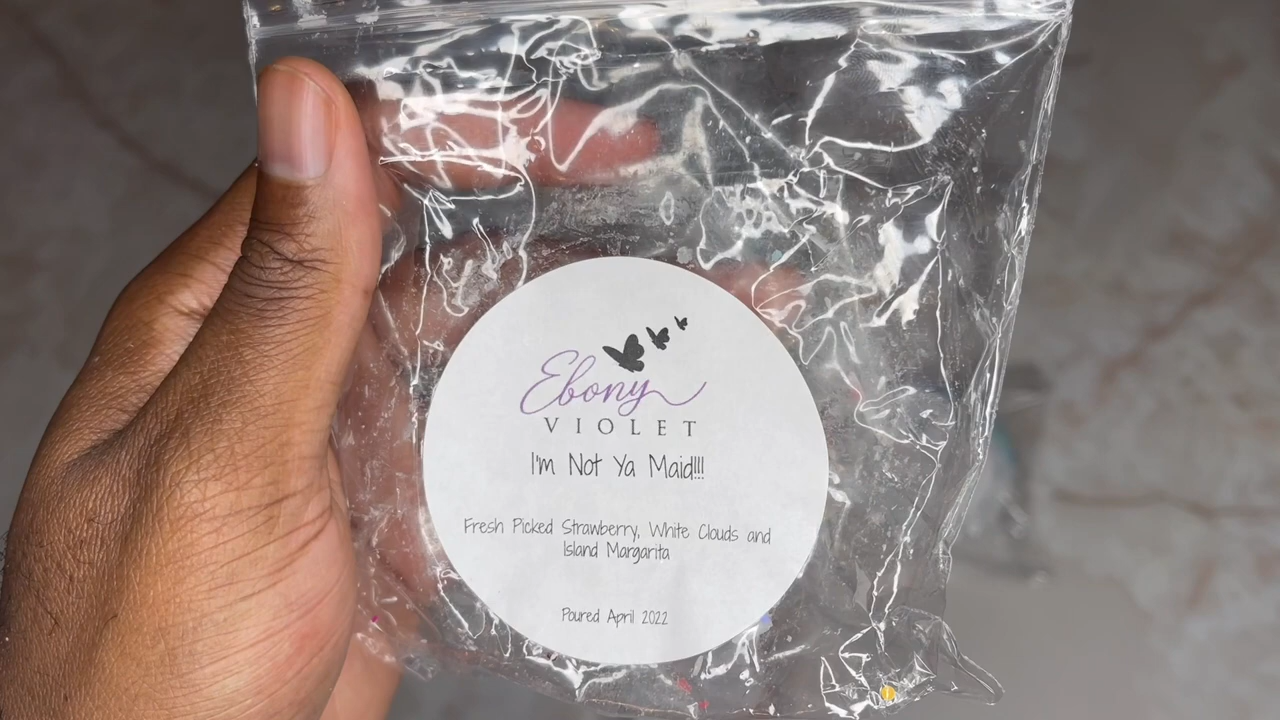 Ebony
VIOLET
I'm Not Ya Maid!!!
Fresh Picked Strawberry, White Clouds and
Island Margarita
Poured April 2022